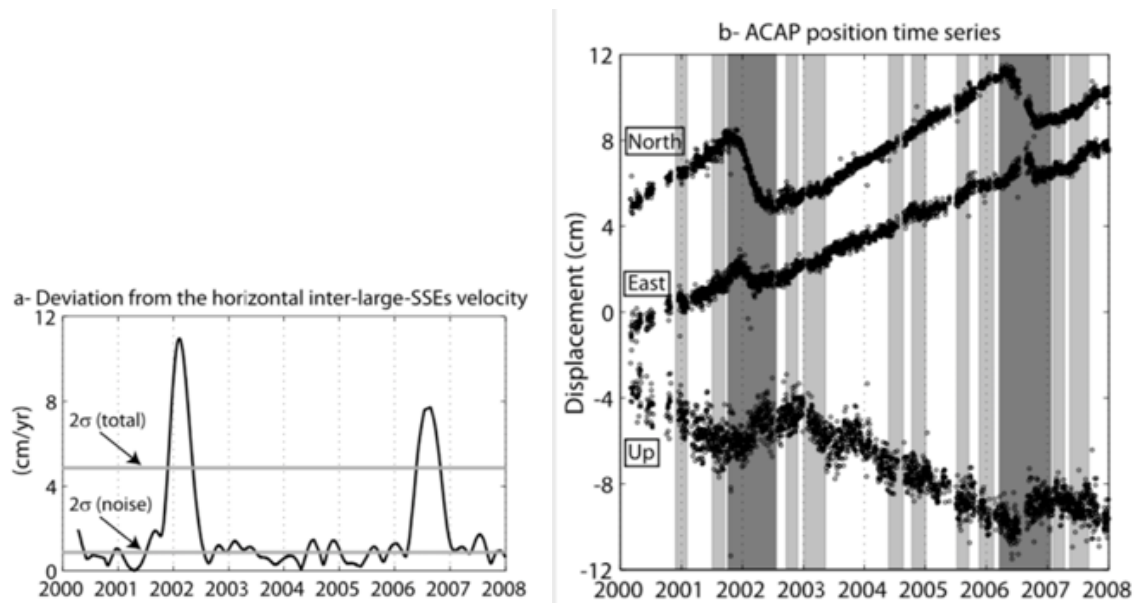 a- Deviation from the horizontal inter-large-SSEs velocity
12
8
4
0
(cm/yr)
2σ (total)
2σ (noise)
2000 2001 2002 2003 2004 2005 2006 2007 2008
b- ACAP position time series
12
8
4
0
-4
-8
-12
Displacement (cm)
North
East
Up
2000 2001 2002 2003 2004 2005 2006 2007 2008